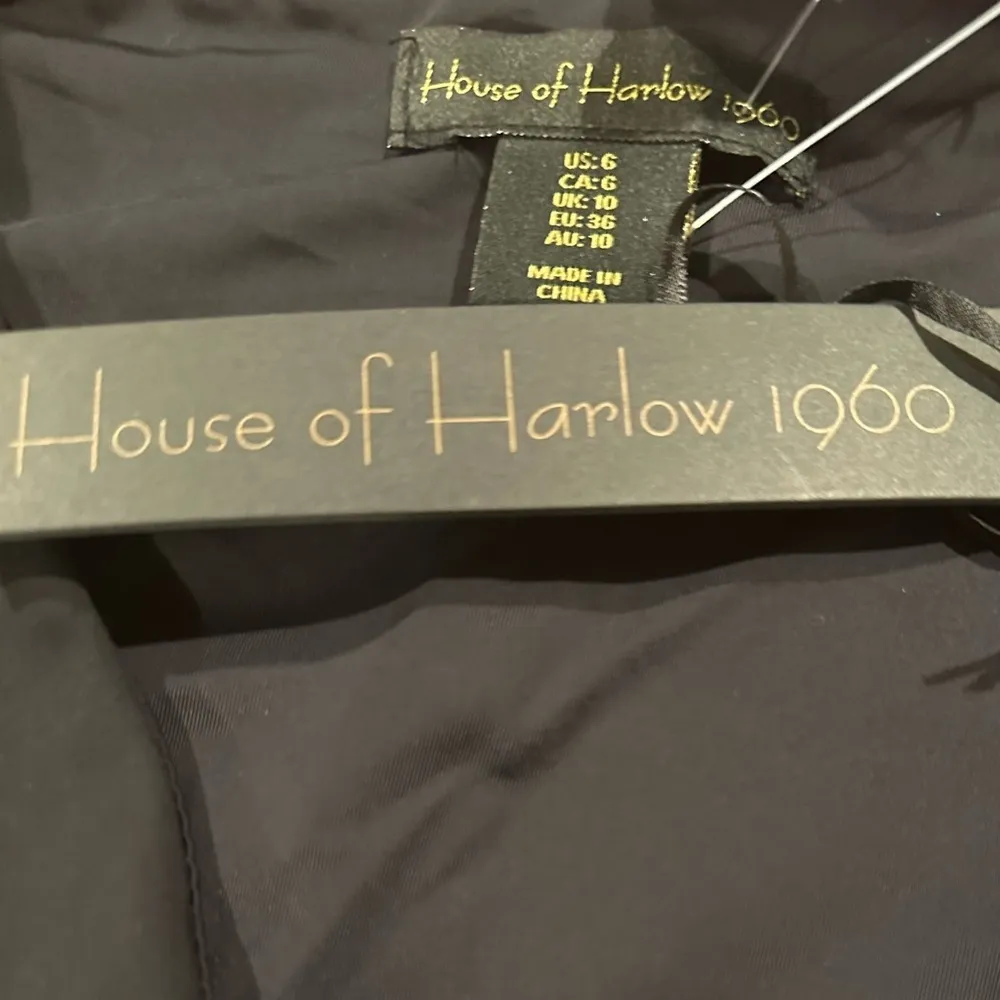 House of Harlow 1960
US: 6
CA: 6
UK: 10
EU: 36
AU: 10
MADE IN
CHINA
House of Harlow 1960